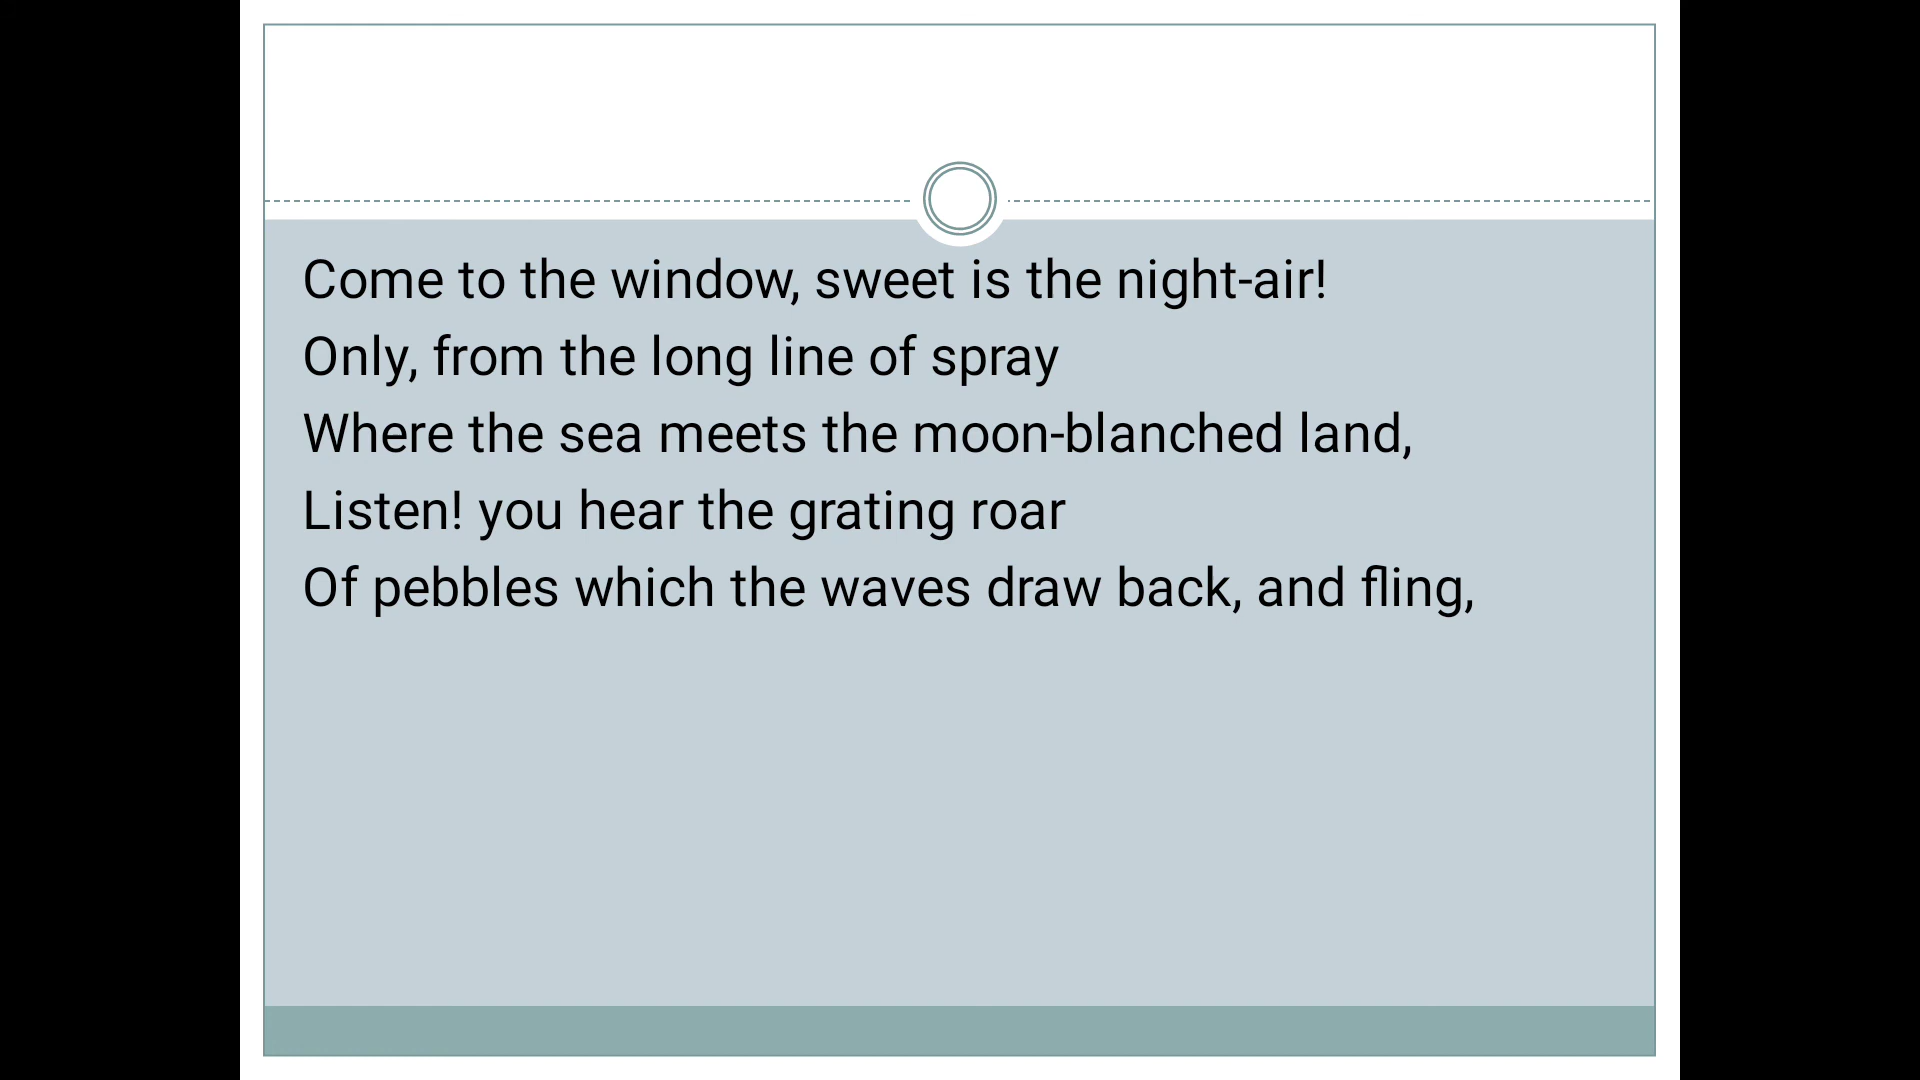 Come to the window, sweet is the night-air!
Only, from the long line of spray
Where the sea meets the moon-blanched land,
Listen! you hear the grating roar
Of pebbles which the waves draw back, and fling,